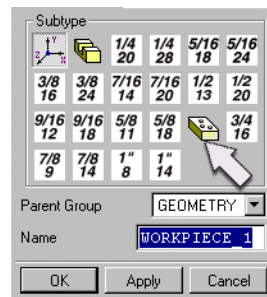 Subtype
Y
Z X
1/4 20 1/4 28 5/16 18 5/16 24
3/8 16 3/8 24 7/16 14 7/16 20 1/2 13 1/2 20
9/16 12 9/16 18 5/8 11 5/8 18 3/4 16
7/8 9 7/8 14 1" 8 1" 14
Parent Group GEOMETRY
Name WORKPIECE_1
OK Apply Cancel